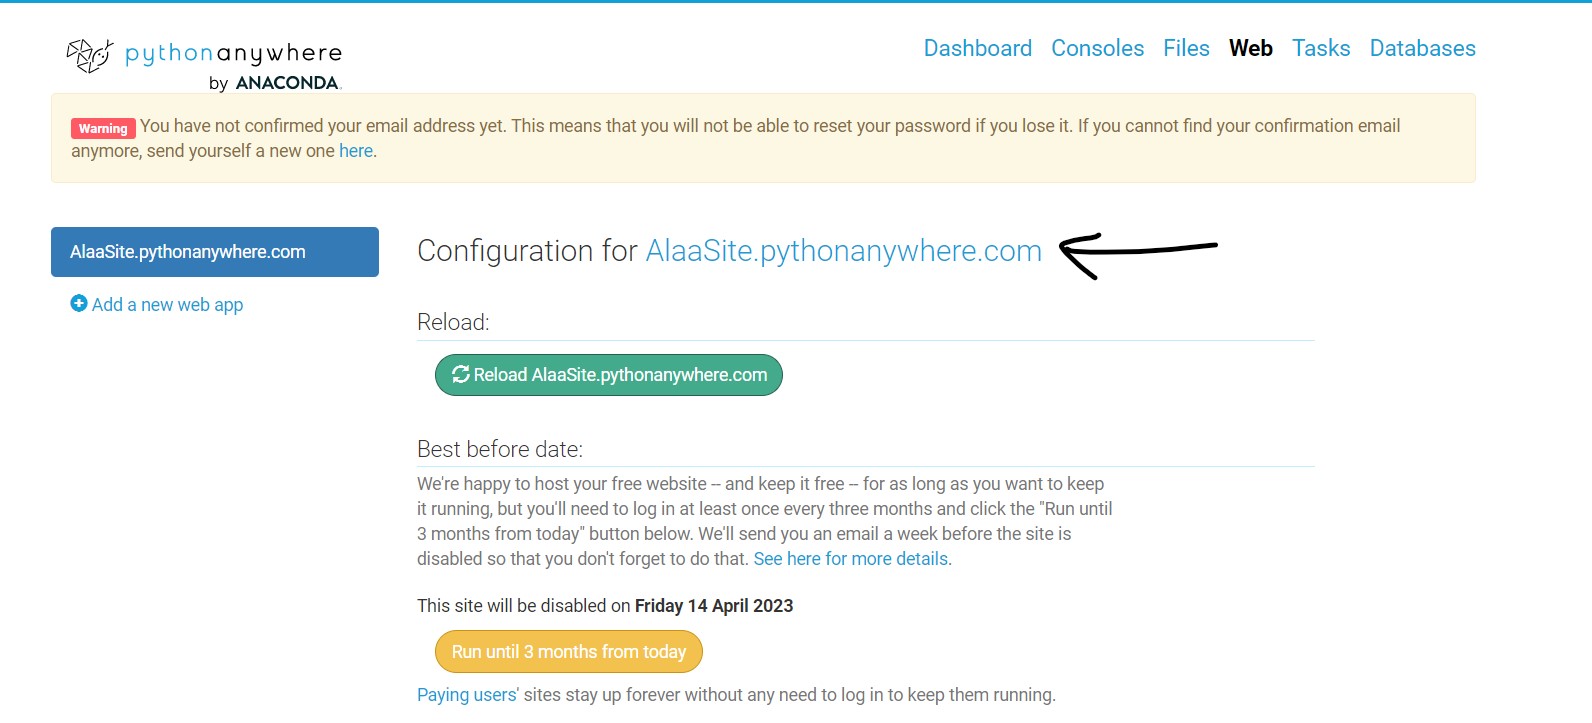 pythonanywhere
by ANACONDA.
Dashboard Consoles Files Web Tasks Databases
Warning You have not confirmed your email address yet. This means that you will not be able to reset your password if you lose it. If you cannot find your confirmation email
anymore, send yourself a new one here.
AlaaSite.pythonanywhere.com
Add a new web app
Configuration for AlaaSite.pythonanywhere.com
Reload:
Reload AlaaSite.pythonanywhere.com
Best before date:
We're happy to host your free website -- and keep it free -- for as long as you want to keep
it running, but you'll need to log in at least once every three months and click the "Run until
3 months from today" button below. We'll send you an email a week before the site is
disabled so that you don't forget to do that. See here for more details.
This site will be disabled on Friday 14 April 2023
Run until 3 months from today
Paying users' sites stay up forever without any need to log in to keep them running.